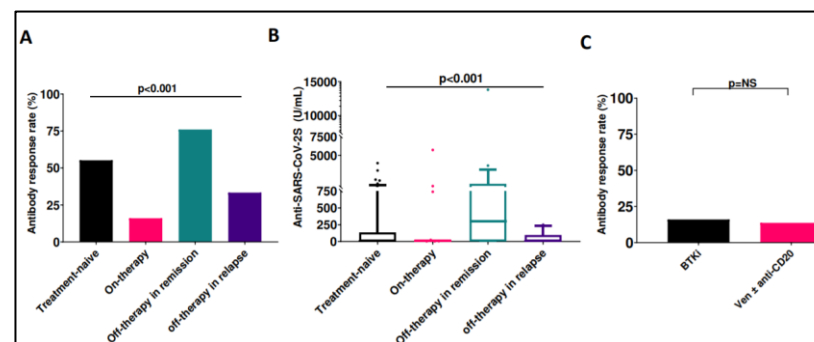 A
p<0.001
Antibody response rate (%)
100
75
50
25
0
Treatment-naive
On-therapy
Off-therapy in remission
off-therapy in relapse
B
p<0.001
Anti-SARS-CoV-2S (U/mL)
15000
10000
7500
5000
750
500
250
0
Treatment-naive
On-therapy
Off-therapy in remission
off-therapy in relapse
C
p=NS
Antibody response rate (%)
100
75
50
25
0
BTKi
Ven ± anti-CD20